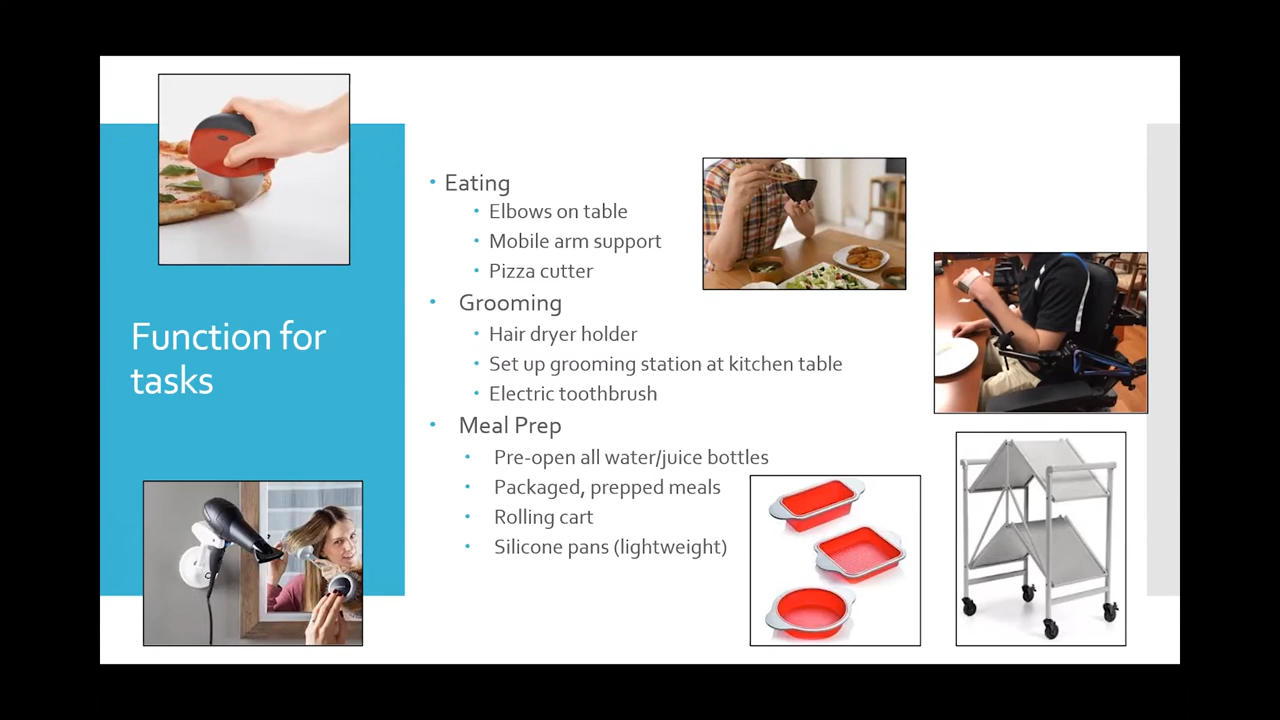 Function for
tasks
• Eating
• Elbows on table
• Mobile arm support
• Pizza cutter
• Grooming
• Hair dryer holder
• Set up grooming station at kitchen table
• Electric toothbrush
• Meal Prep
• Pre-open all water/juice bottles
• Packaged, prepped meals
• Rolling cart
• Silicone pans (lightweight)